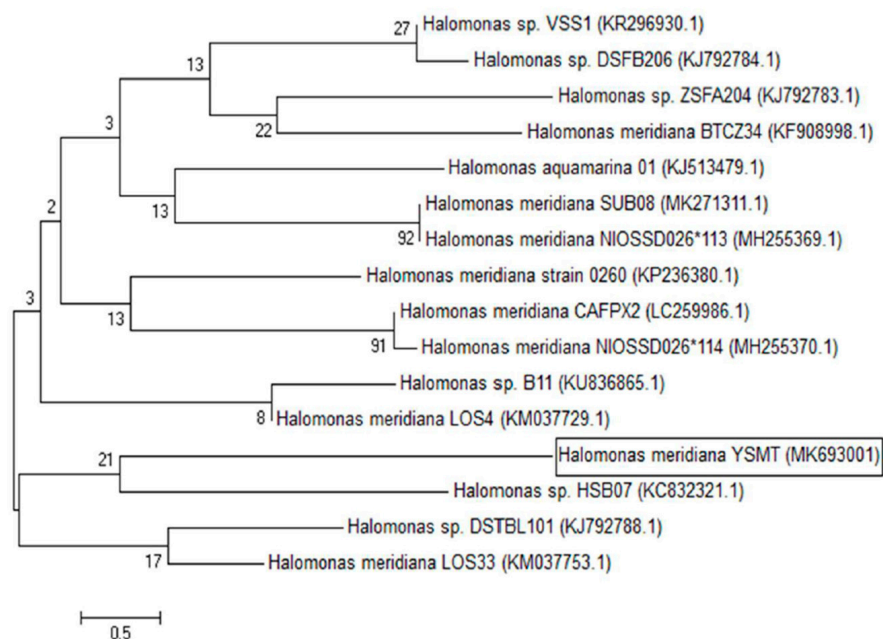 27
Halomonas sp. VSS1 (KR296930.1)
Halomonas sp. DSFB206 (KJ792784.1)
13
Halomonas sp. ZSFA204 (KJ792783.1)
22
Halomonas meridiana BTCZ34 (KF908998.1)
3
Halomonas aquamarina 01 (KJ513479.1)
13
Halomonas meridiana SUB08 (MK271311.1)
92
Halomonas meridiana NIOSSD026*113 (MH255369.1)
2
Halomonas meridiana strain 0260 (KP236380.1)
3
13
Halomonas meridiana CAFPX2 (LC259986.1)
91
Halomonas meridiana NIOSSD026*114 (MH255370.1)
Halomonas sp. B11 (KU836865.1)
8
Halomonas meridiana LOS4 (KM037729.1)
21
Halomonas meridiana YSMT (MK693001)
Halomonas sp. HSB07 (KC832321.1)
Halomonas sp. DSTBL101 (KJ792788.1)
17
Halomonas meridiana LOS33 (KM037753.1)
0.5